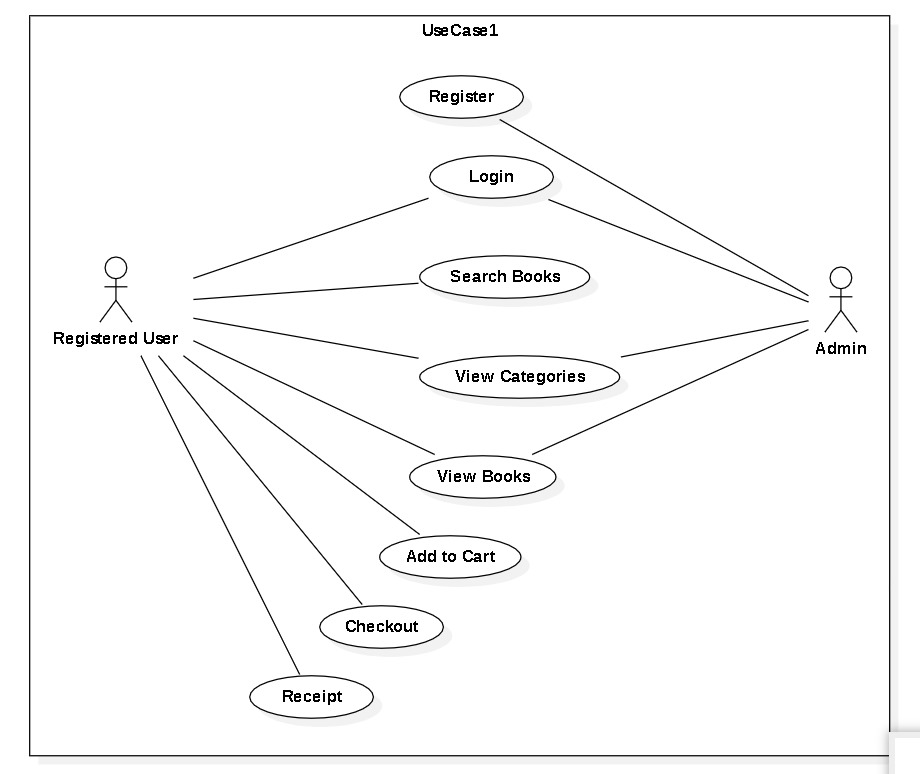 UseCase1
Register
Login
Search Books
Registered User
Admin
View Categories
View Books
Add to Cart
Checkout
Receipt